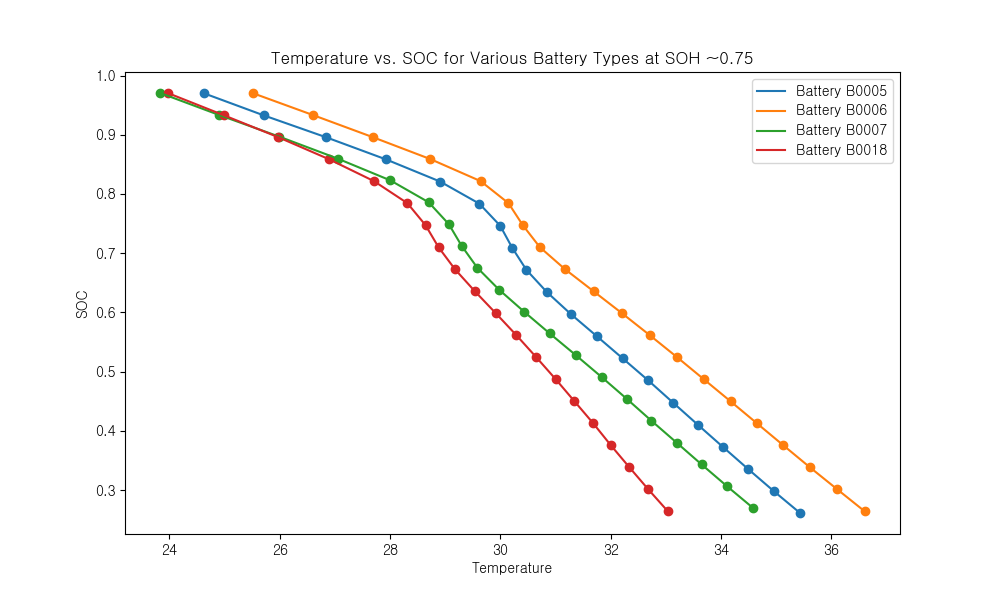 Temperature vs. SOC for Various Battery Types at SOH ~0.75
1.0
0.9
0.8
0.7
0.6
0.5
0.4
0.3
SOC
Battery B0005
Battery B0006
Battery B0007
Battery B0018
24 26 28 30 32 34 36
Temperature